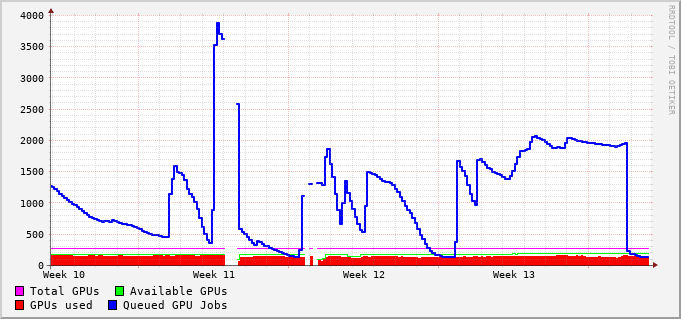 4000
3500
3000
2500
2000
1500
1000
500
0
Week 10 Week 11 Week 12 Week 13
Total GPUs Available GPUs
GPUs used Queued GPU Jobs
RRDTOOL / TOBI OETIKER